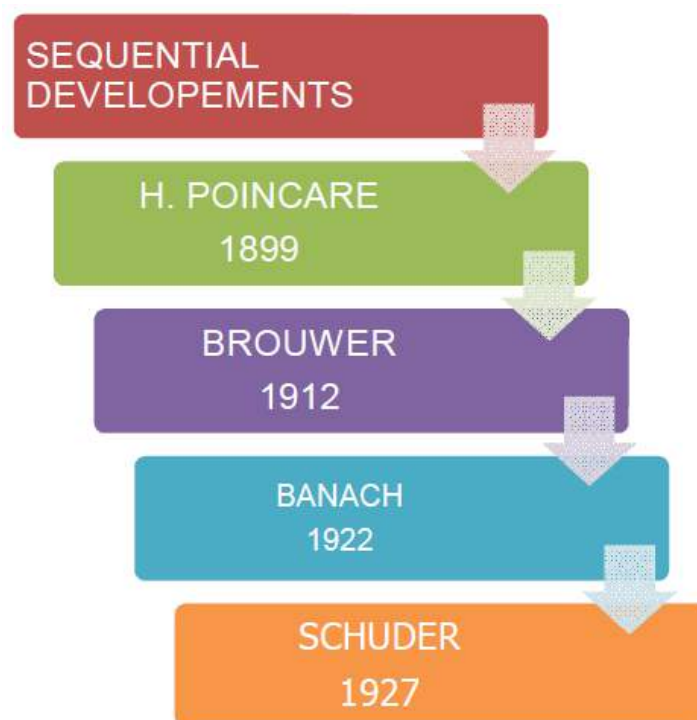 SEQUENTIAL
DEVELOPEMENTS
H. POINCARE
1899
BROUWER
1912
BANACH
1922
SCHUDER
1927